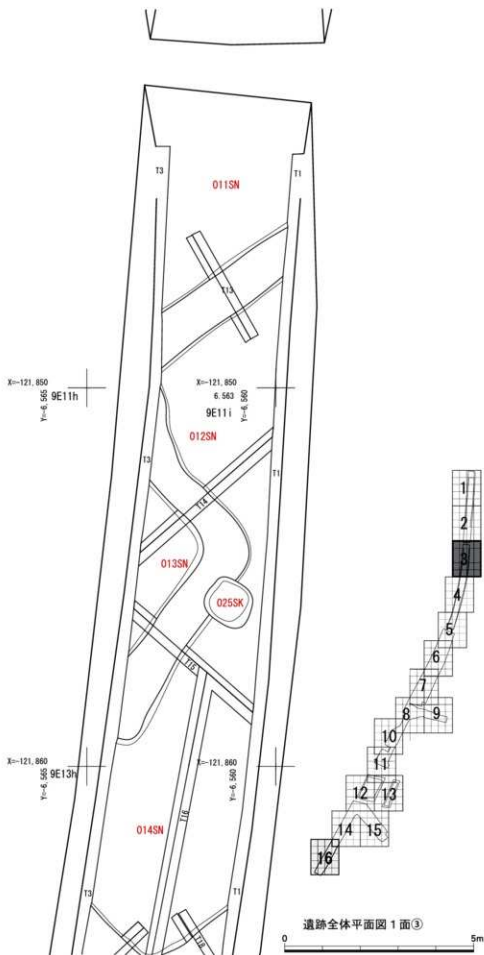 T3
T1
011SN
T13
X=-121,850
9E11h
Y=-6,565
X=-121,850
6.563
9E11i
Y=-6,560
012SN
T3
T1
T14
013SN
025SK
T15
X=-121,860
9E13h
Y=-6,565
X=-121,860
Y=-6,560
014SN
T16
T3
T1
T18
1
2
3
4
5
6
7
8
9
10
11
12
13
14
15
16
遺跡全体平面図1面③
0
5m